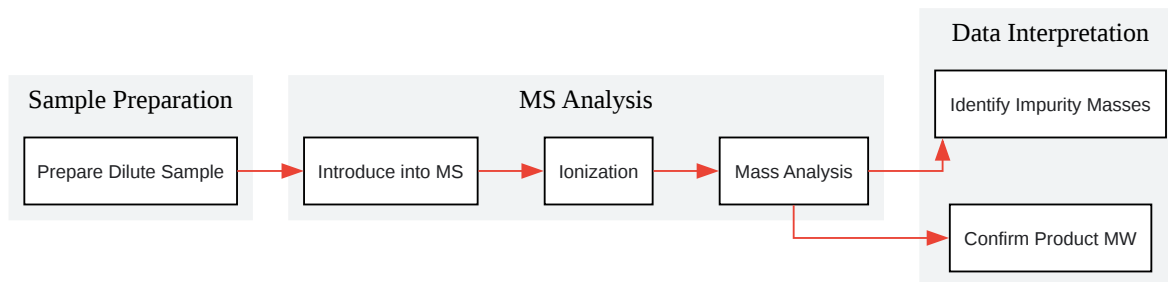 Sample Preparation
Prepare Dilute Sample
MS Analysis
Introduce into MS
Ionization
Mass Analysis
Data Interpretation
Identify Impurity Masses
Confirm Product MW